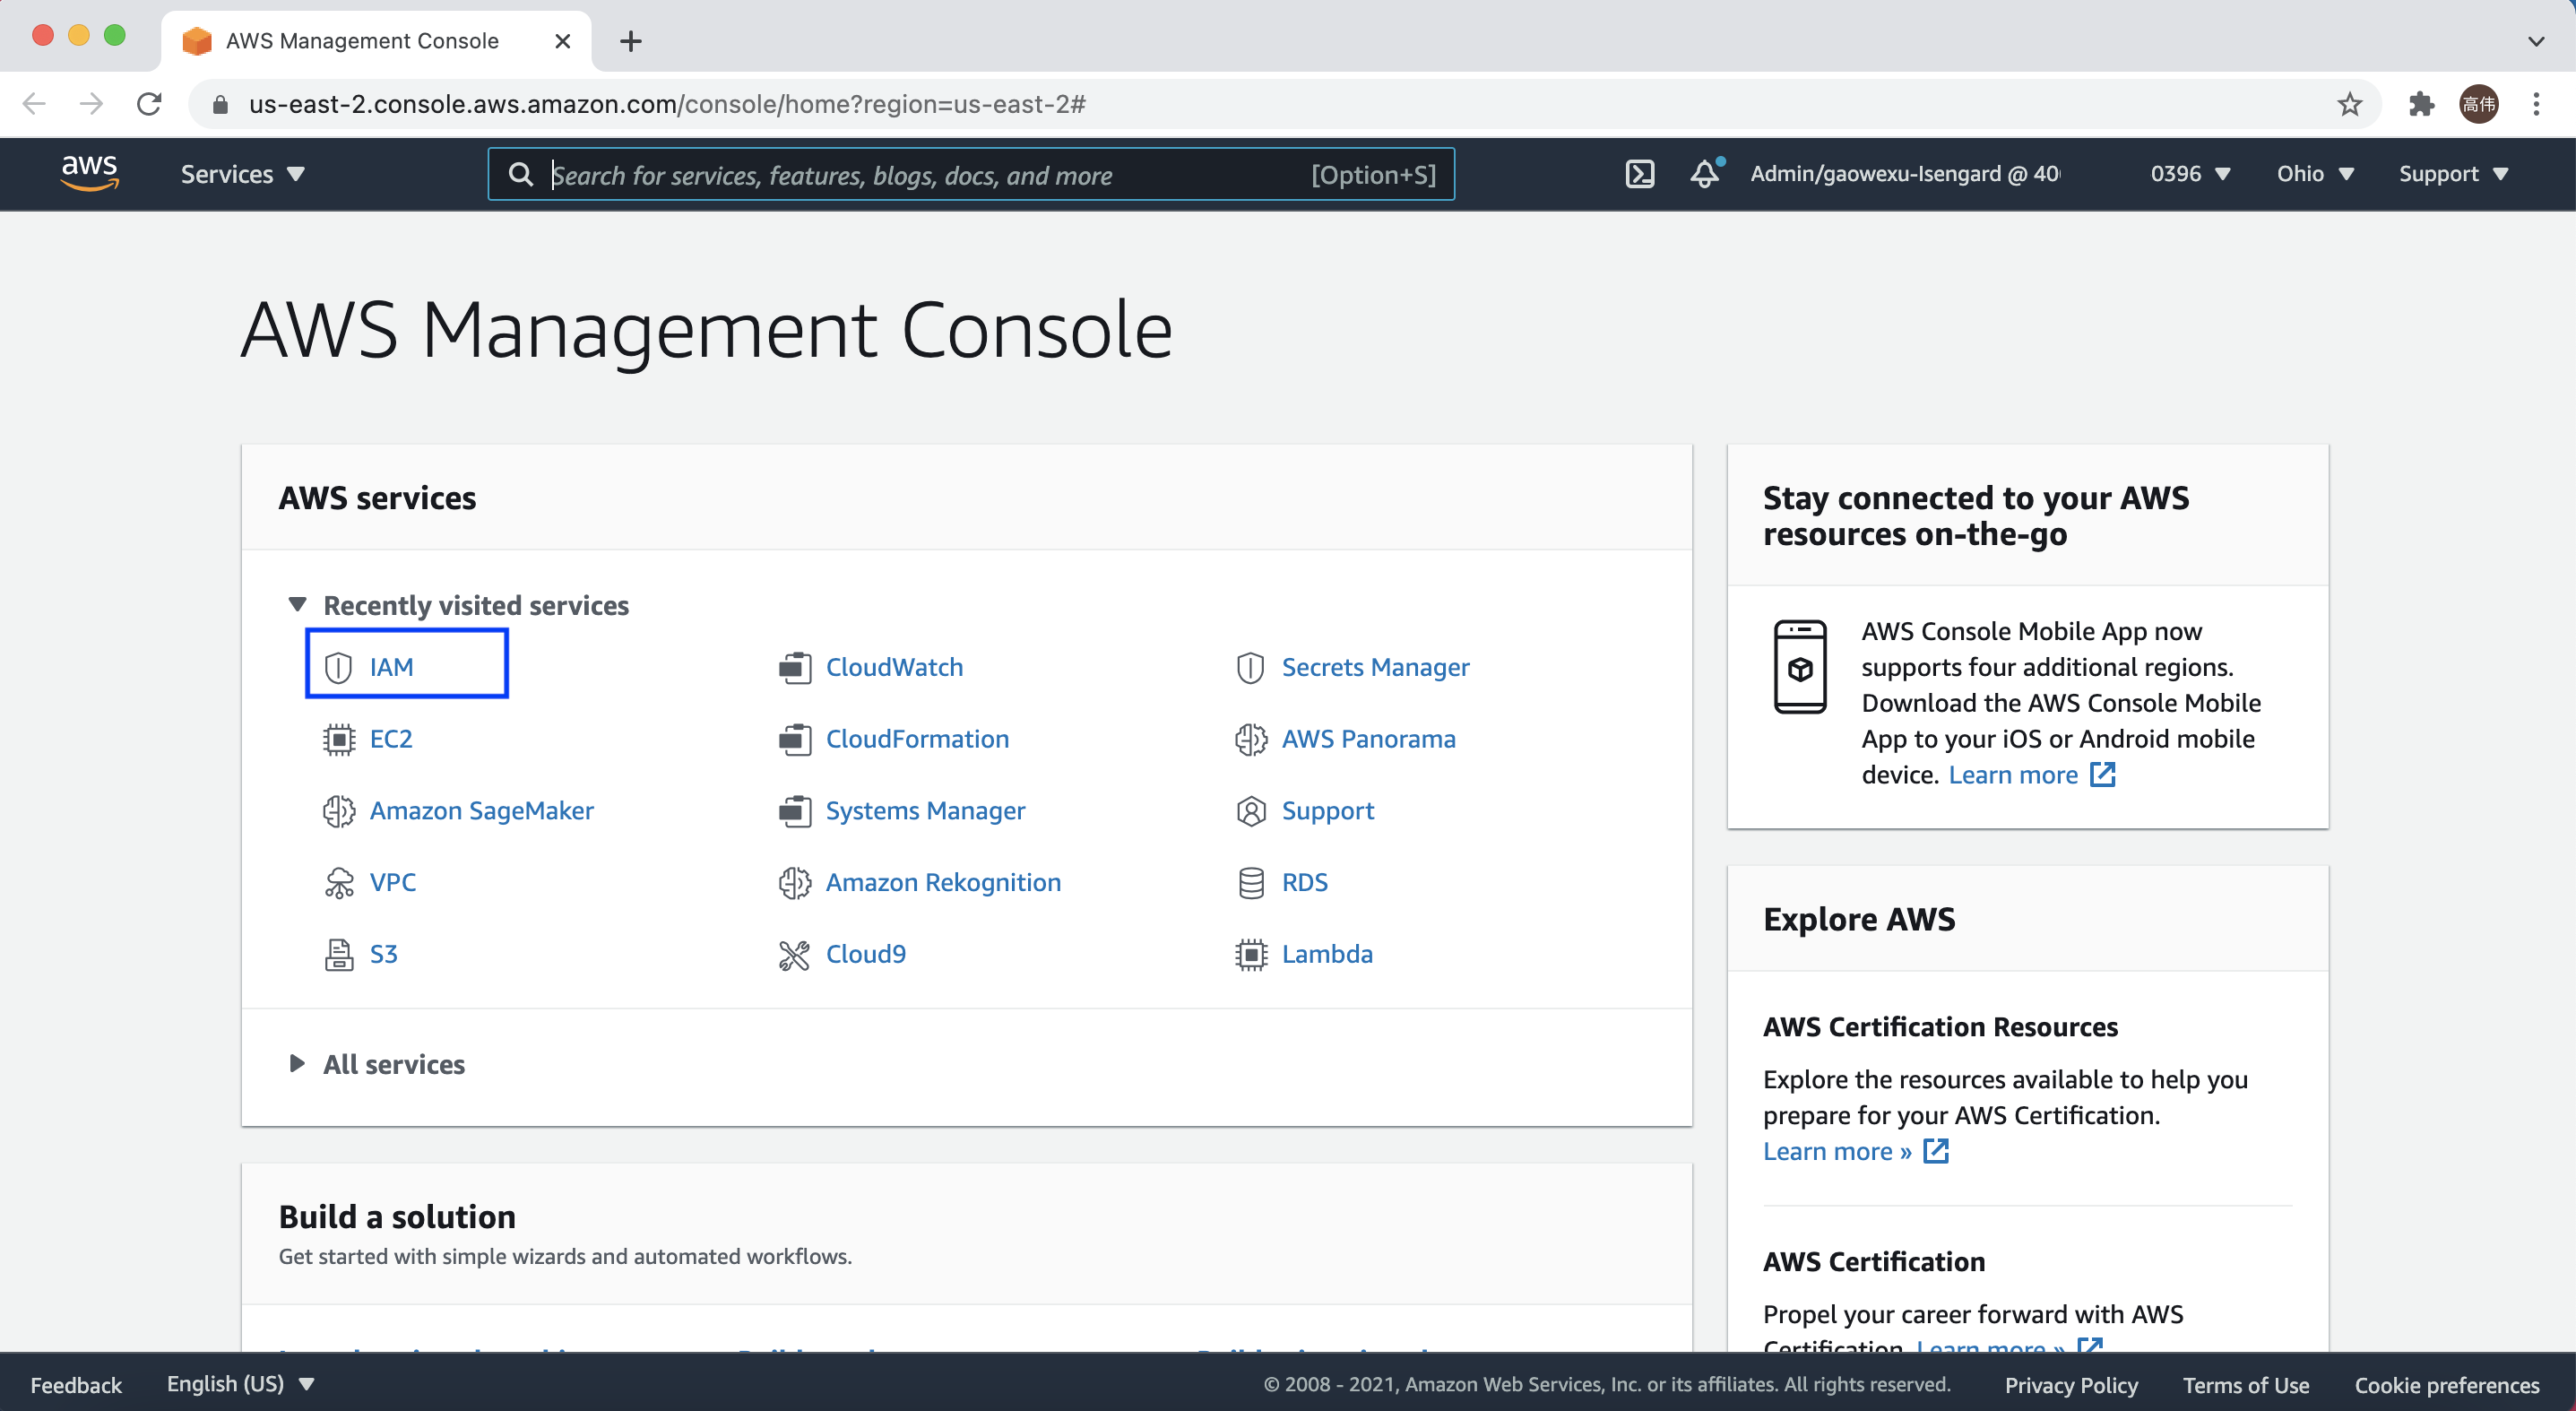 AWS Management Console
us-east-2.console.aws.amazon.com/console/home?region=us-east-2#
高伟
aws
Services
Search for services, features, blogs, docs, and more
[Option+S]
Admin/gaowexu-Isengard @ 40
0396
Ohio
Support
AWS Management Console
AWS services
Recently visited services
IAM
CloudWatch
Secrets Manager
EC2
CloudFormation
AWS Panorama
Amazon SageMaker
Systems Manager
Support
VPC
Amazon Rekognition
RDS
S3
Cloud9
Lambda
All services
Build a solution
Get started with simple wizards and automated workflows.
Stay connected to your AWS
resources on-the-go
AWS Console Mobile App now
supports four additional regions.
Download the AWS Console Mobile
App to your iOS or Android mobile
device. Learn more
Explore AWS
AWS Certification Resources
Explore the resources available to help you
prepare for your AWS Certification.
Learn more »
AWS Certification
Propel your career forward with AWS
Certification. Learn more »
Feedback
English (US)
© 2008 - 2021, Amazon Web Services, Inc. or its affiliates. All rights reserved.
Privacy Policy
Terms of Use
Cookie preferences